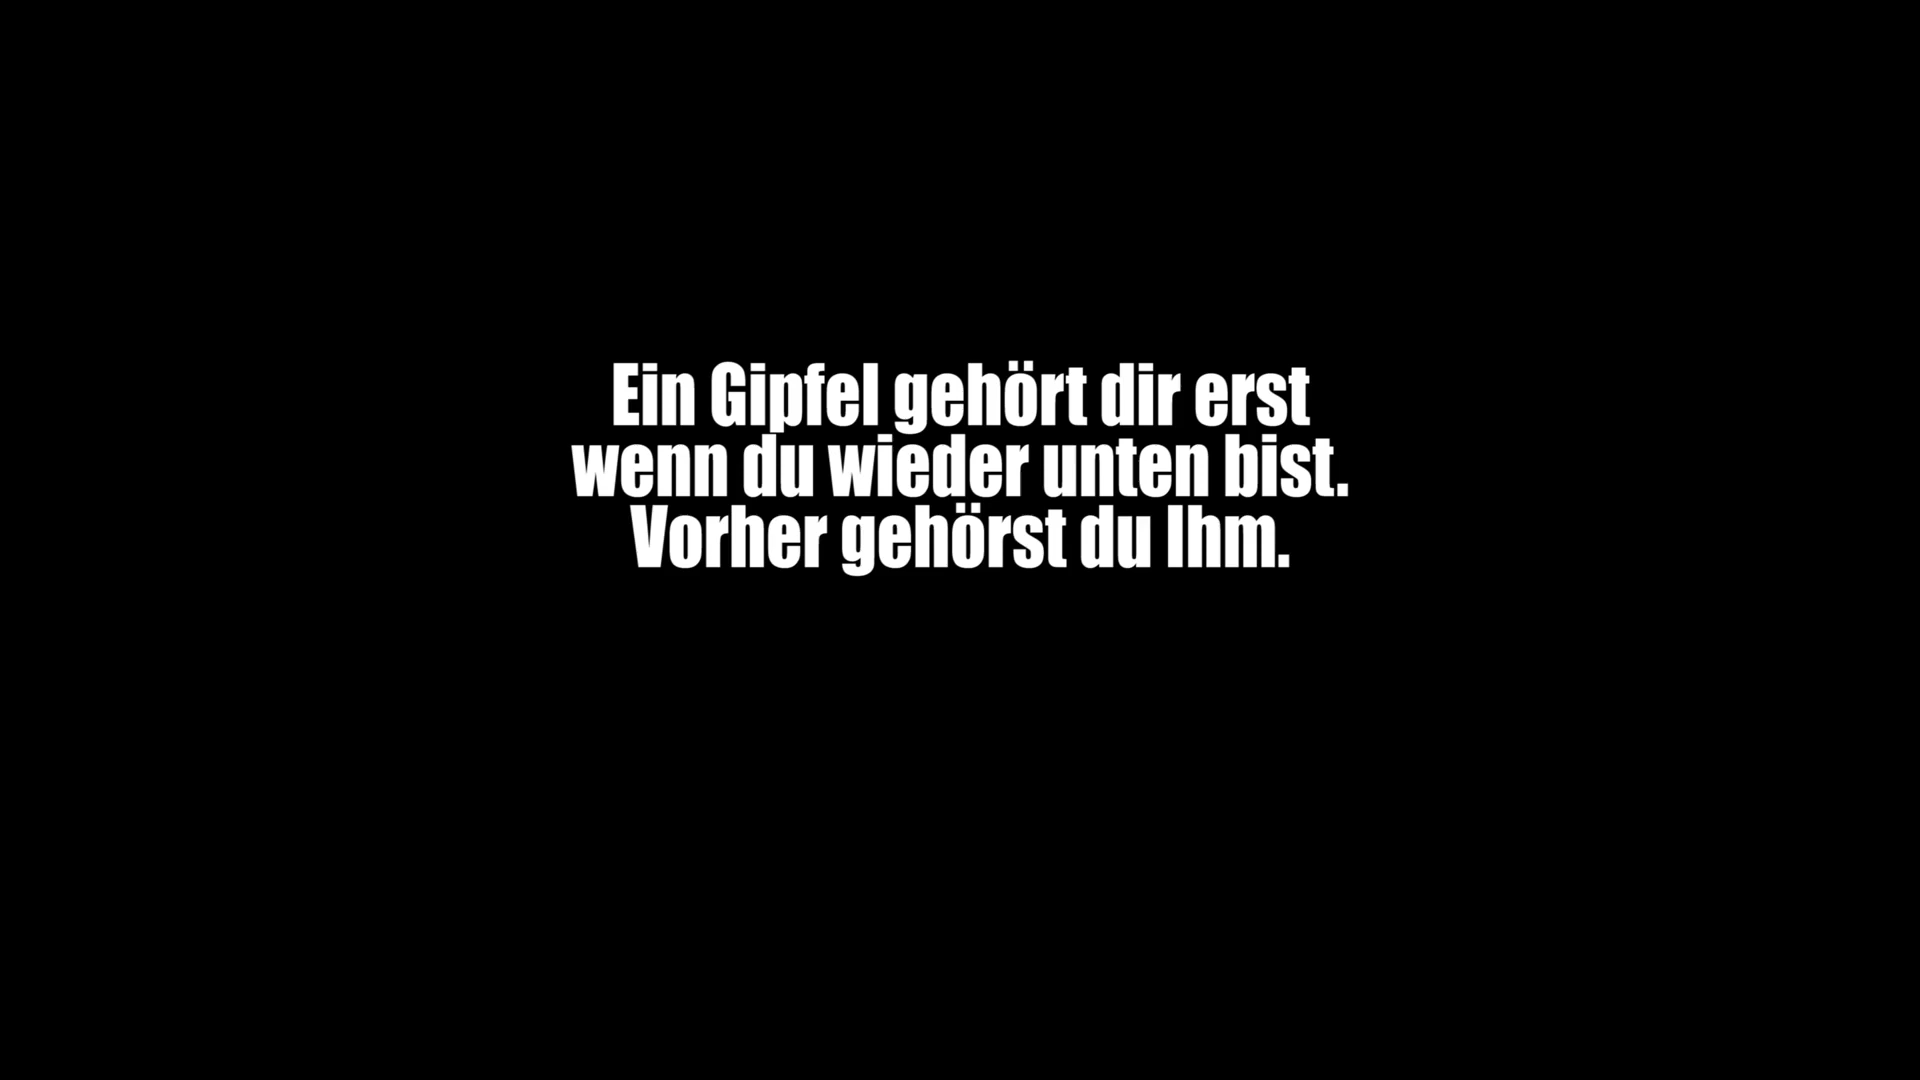 Ein Gipfel gehört dir erst
wenn du wieder unten bist.
Vorher gehörst du Ihm.